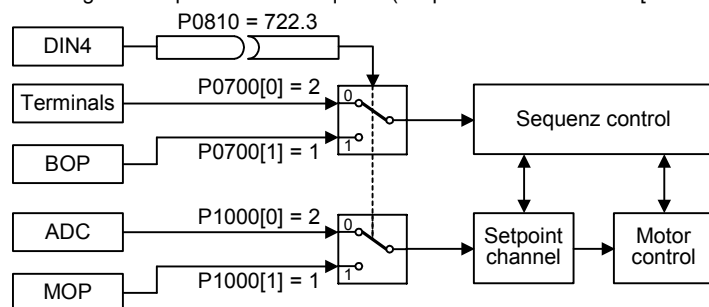 P0810 = 722.3
DIN4
Terminals
P0700[0] = 2
0
Sequenz control
BOP
P0700[1] = 1
1
ADC
P1000[0] = 2
0
Setpoint
channel
Motor
control
MOP
P1000[1] = 1
1